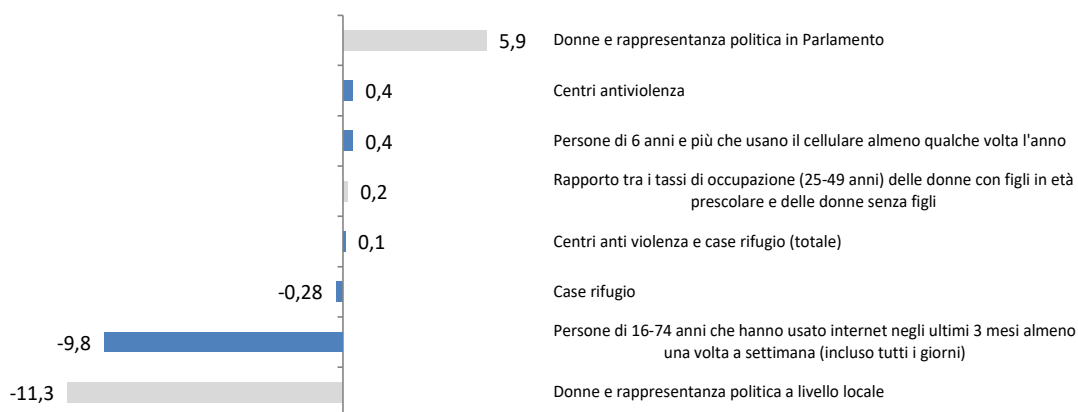 5,9 Donne e rappresentanza politica in Parlamento
0,4 Centri antiviolenza
0,4 Persone di 6 anni e più che usano il cellulare almeno qualche volta l'anno
0,2 Rapporto tra i tassi di occupazione (25-49 anni) delle donne con figli in età
prescolare e delle donne senza figli
0,1 Centri anti violenza e case rifugio (totale)
-0,28 Case rifugio
-9,8 Persone di 16-74 anni che hanno usato internet negli ultimi 3 mesi almeno
una volta a settimana (incluso tutti i giorni)
-11,3 Donne e rappresentanza politica a livello locale